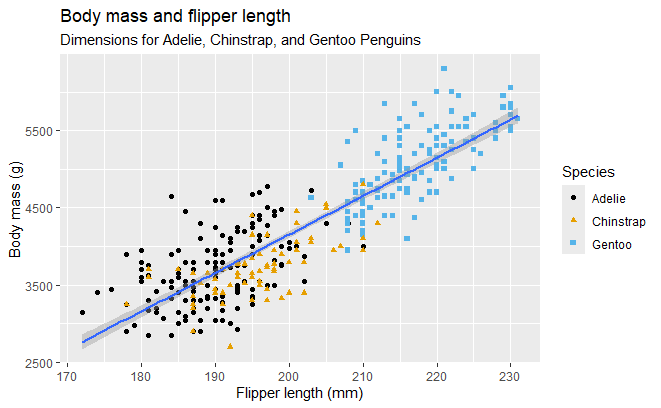 Body mass and flipper length
Dimensions for Adelie, Chinstrap, and Gentoo Penguins
Body mass (g)
5500
4500
3500
2500
170 180 190 200 210 220 230
Flipper length (mm)
Species
Adelie
Chinstrap
Gentoo